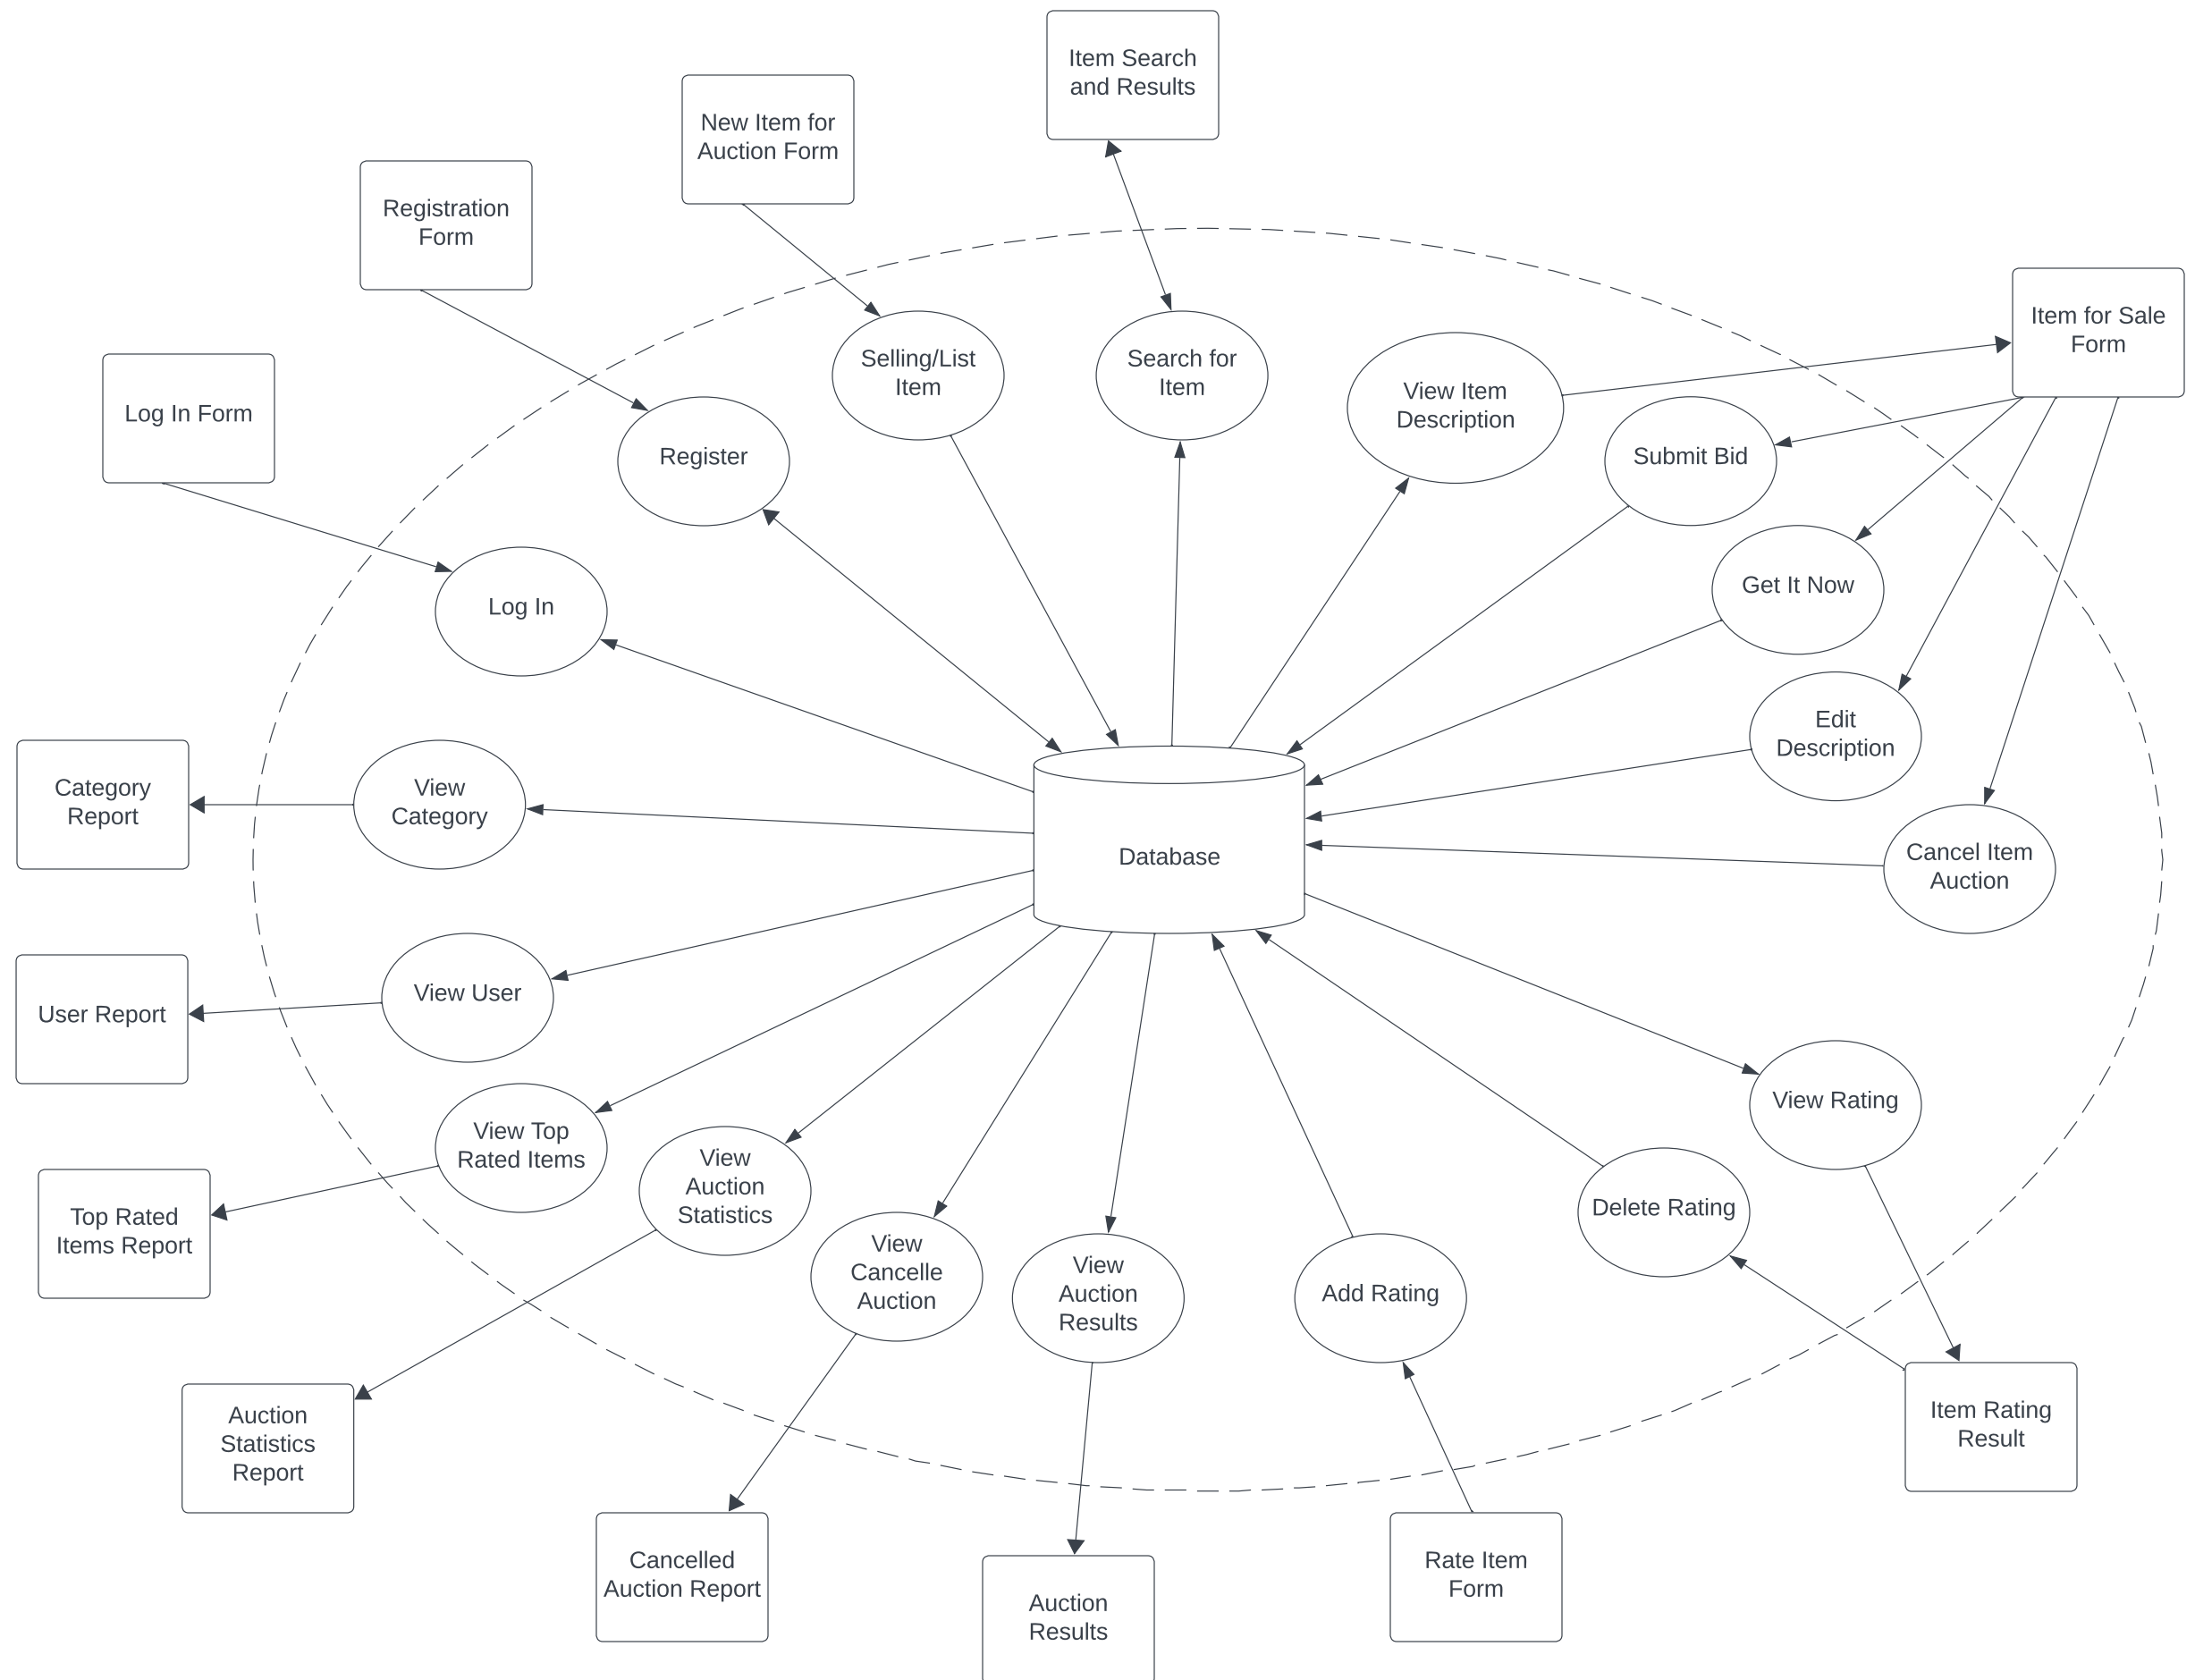 Item Search
and Results
New Item for
Auction Form
Registration
Form
Item for Sale
Form
Log In Form
Selling/List
Item
Search for
Item
View Item
Description
Register
Submit Bid
Get It Now
Log In
Edit
Description
Category
Report
View
Category
Database
Cancel Item
Auction
User Report
View User
View Rating
View Top
Rated Items
View
Auction
Statistics
Delete Rating
Top Rated
Items Report
View
Cancelle
Auction
View
Auction
Results
Add Rating
Auction
Statistics
Report
Item Rating
Result
Cancelled
Auction Report
Auction
Results
Rate Item
Form